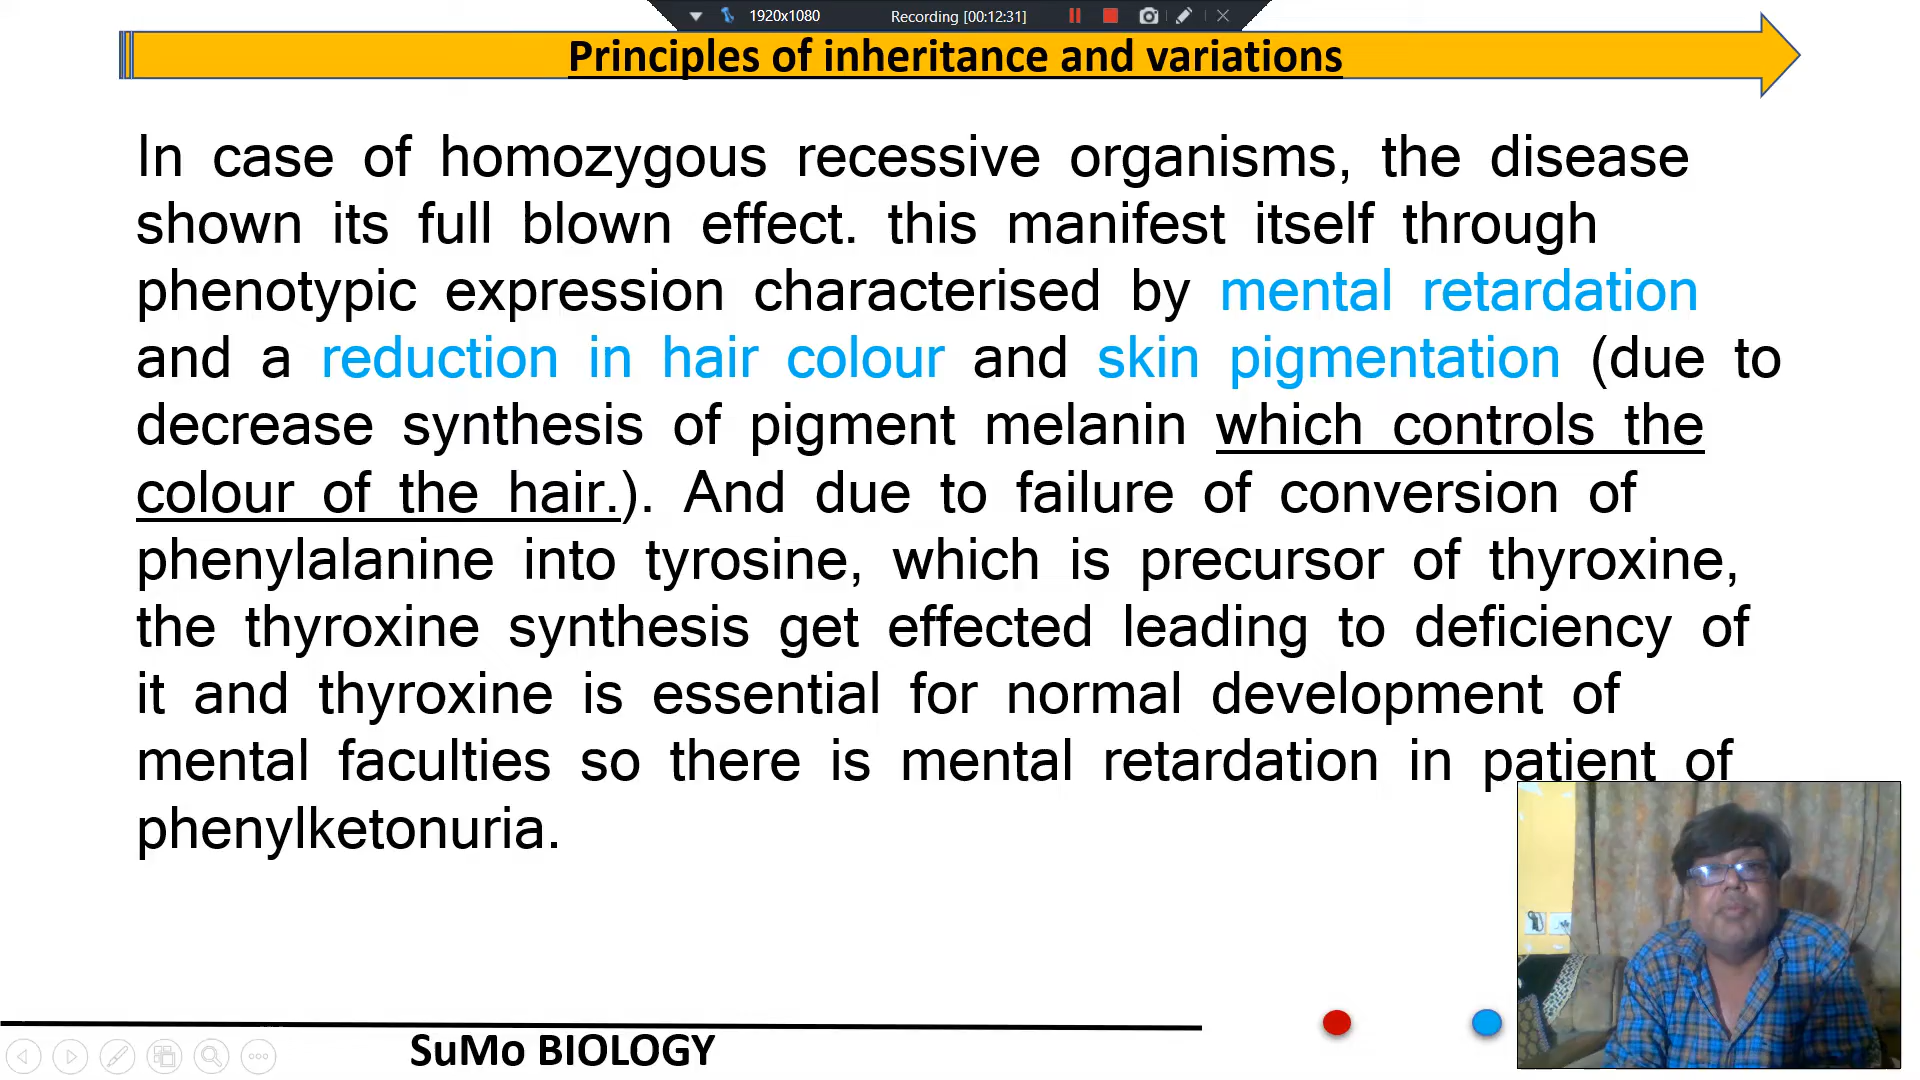 1920x1080 Recording [00:12:31]
Principles of inheritance and variations
In case of homozygous recessive organisms, the disease
shown its full blown effect. this manifest itself through
phenotypic expression characterised by mental retardation
and a reduction in hair colour and skin pigmentation (due to
decrease synthesis of pigment melanin which controls the
colour of the hair.). And due to failure of conversion of
phenylalanine into tyrosine, which is precursor of thyroxine,
the thyroxine synthesis get effected leading to deficiency of
it and thyroxine is essential for normal development of
mental faculties so there is mental retardation in patient of
phenylketonuria.
SuMo BIOLOGY